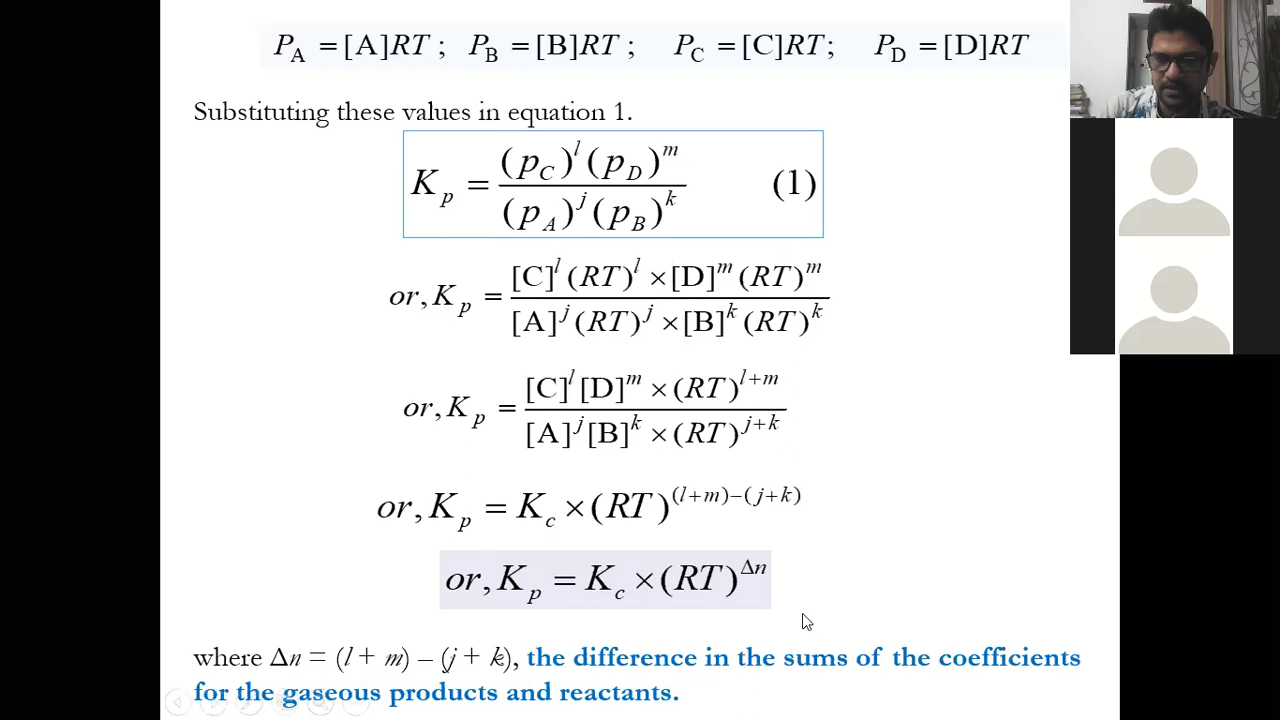 P_A = [A]RT ; P_B = [B]RT ; P_C = [C]RT; P_D = [D]RT
Substituting these values in equation 1.
K_p = (p_C)^l (p_D)^m / (p_A)^j (p_B)^k (1)
or, K_p = [C]^l (RT)^l × [D]^m (RT)^m / [A]^j (RT)^j × [B]^k (RT)^k
or, K_p = [C]^l [D]^m × (RT)^{l+m} / [A]^j [B]^k × (RT)^{j+k}
or, K_p = K_c × (RT)^{(l+m)−(j+k)}
or, K_p = K_c × (RT)^{Δn}
where Δn = (l + m) – (j + k), the difference in the sums of the coefficients
for the gaseous products and reactants.